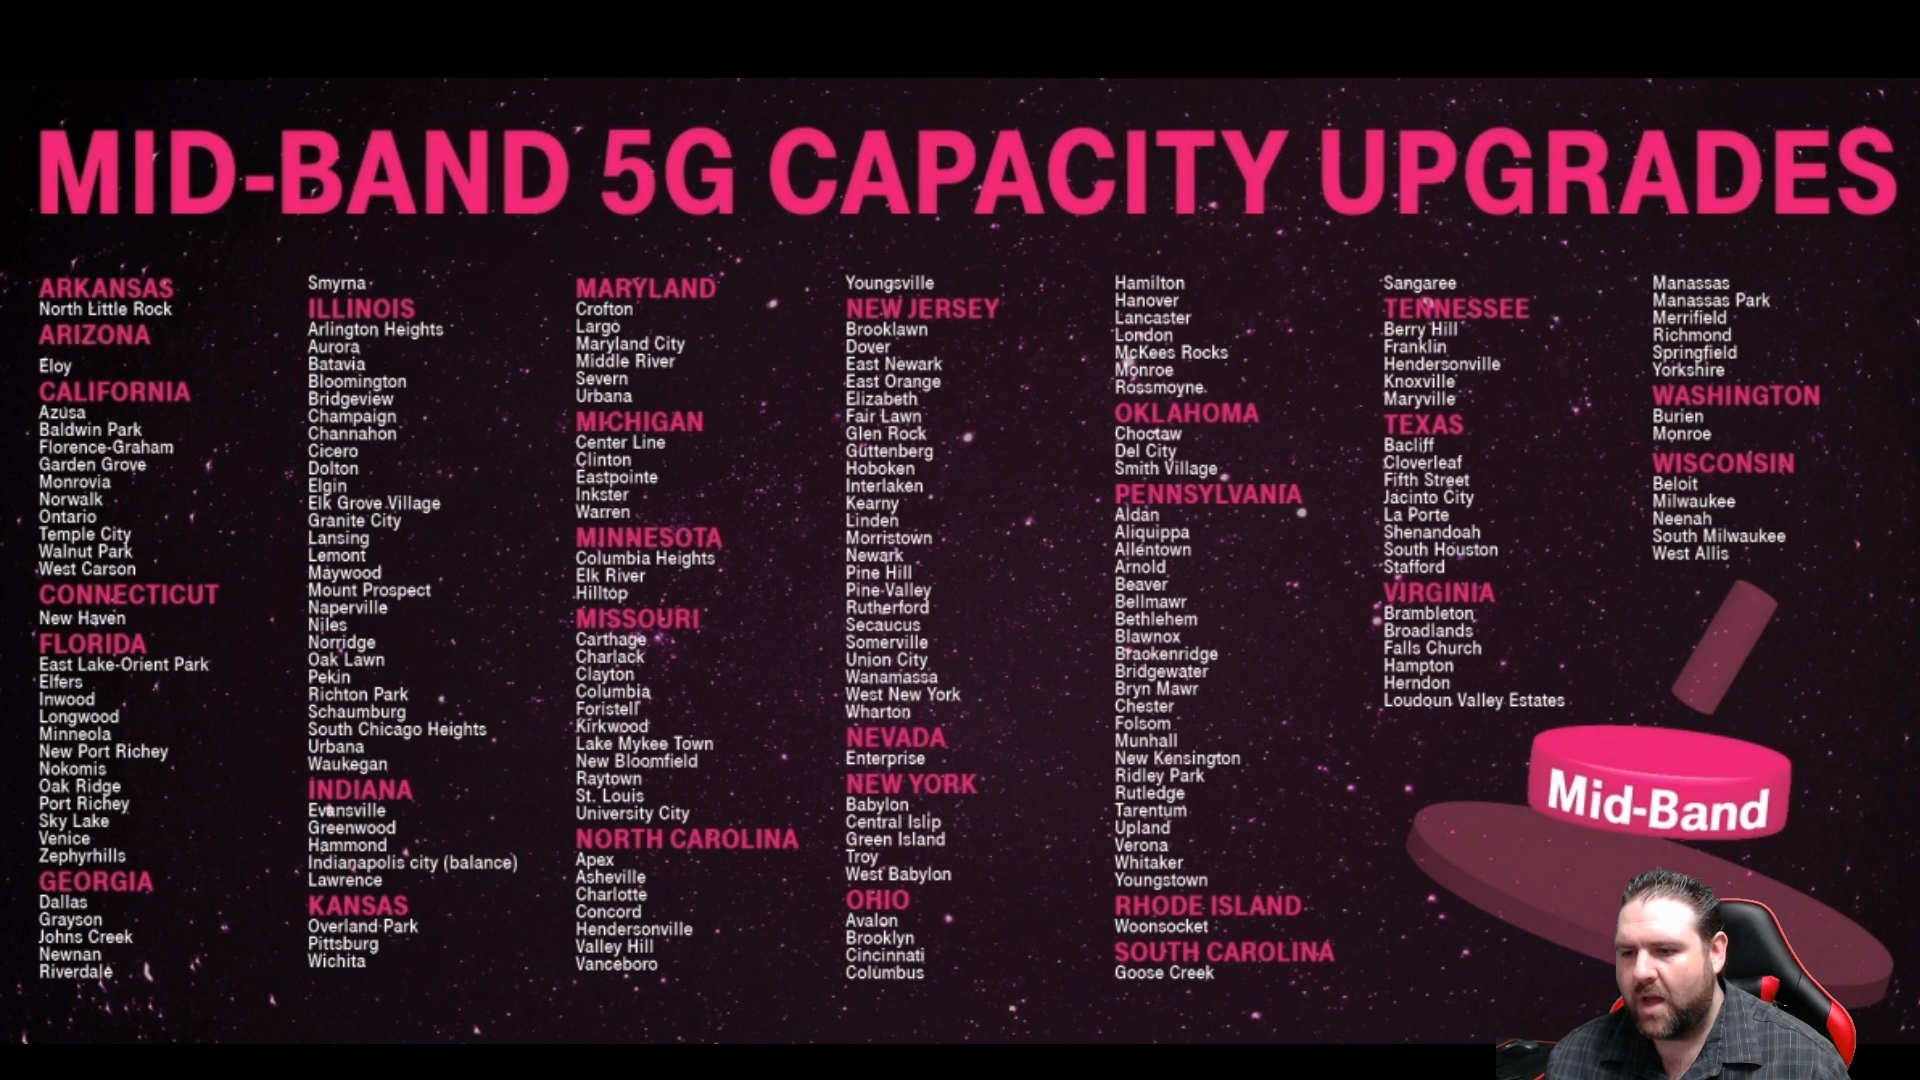 MID-BAND 5G CAPACITY UPGRADES
ARKANSAS
North Little Rock
ARIZONA
Eloy
CALIFORNIA
Azusa
Baldwin Park
Florence-Graham
Garden Grove
Monrovia
Norwalk
Ontario
Temple City
Walnut Park
West Carson
CONNECTICUT
New Haven
FLORIDA
East Lake-Orient Park
Elfers
Inwood
Longwood
Minneola
New Port Richey
Nokomis
Oak Ridge
Port Richey
Sky Lake
Venice
Zephyrhills
GEORGIA
Dallas
Grayson
Johns Creek
Newnan
Riverdale
Smyrna
ILLINOIS
Arlington Heights
Aurora
Batavia
Bloomington
Bridgeview
Champaign
Channahon
Cicero
Dolton
Elgin
Elk Grove Village
Granite City
Lansing
Lemont
Maywood
Mount Prospect
Naperville
Niles
Norridge
Oak Lawn
Pekin
Richton Park
Schaumburg
South Chicago Heights
Urbana
Waukegan
INDIANA
Evansville
Greenwood
Hammond
Indianapolis city (balance)
Lawrence
KANSAS
Overland Park
Pittsburg
Wichita
MARYLAND
Crofton
Largo
Maryland City
Middle River
Severn
Urbana
MICHIGAN
Center Line
Clinton
Eastpointe
Inkster
Warren
MINNESOTA
Columbia Heights
Elk River
Hilltop
MISSOURI
Carthage
Charlack
Clayton
Columbia
Foristell
Kirkwood
Lake Mykee Town
New Bloomfield
Raytown
St. Louis
University City
NORTH CAROLINA
Apex
Asheville
Charlotte
Concord
Hendersonville
Valley Hill
Vanceboro
Youngsville
NEW JERSEY
Brooklawn
Dover
East Newark
East Orange
Elizabeth
Fair Lawn
Glen Rock
Guttenberg
Hoboken
Interlaken
Kearny
Linden
Morristown
Newark
Pine Hill
Pine Valley
Rutherford
Secaucus
Somerville
Union City
Wanamassa
West New York
Wharton
NEVADA
Enterprise
NEW YORK
Babylon
Central Islip
Green Island
Troy
West Babylon
OHIO
Avalon
Brooklyn
Cincinnati
Columbus
Hamilton
Hanover
Lancaster
London
McKees Rocks
Monroe
Rossmoyne
OKLAHOMA
Choctaw
Del City
Smith Village
PENNSYLVANIA
Aldan
Aliquippa
Allentown
Arnold
Beaver
Bellmawr
Bethlehem
Blawnox
Brackenridge
Bridgewater
Bryn Mawr
Chester
Folsom
Munhall
New Kensington
Ridley Park
Rutledge
Tarentum
Upland
Verona
Whitaker
Youngstown
RHODE ISLAND
Woonsocket
SOUTH CAROLINA
Goose Creek
Sangaree
TENNESSEE
Berry Hill
Franklin
Hendersonville
Knoxville
Maryville
TEXAS
Bacliff
Cloverleaf
Fifth Street
Jacinto City
La Porte
Shenandoah
South Houston
Stafford
VIRGINIA
Brambleton
Broadlands
Falls Church
Hampton
Herndon
Loudoun Valley Estates
Manassas
Manassas Park
Merrifield
Richmond
Springfield
Yorkshire
WASHINGTON
Burien
Monroe
WISCONSIN
Beloit
Milwaukee
Neenah
South Milwaukee
West Allis
Mid-Band